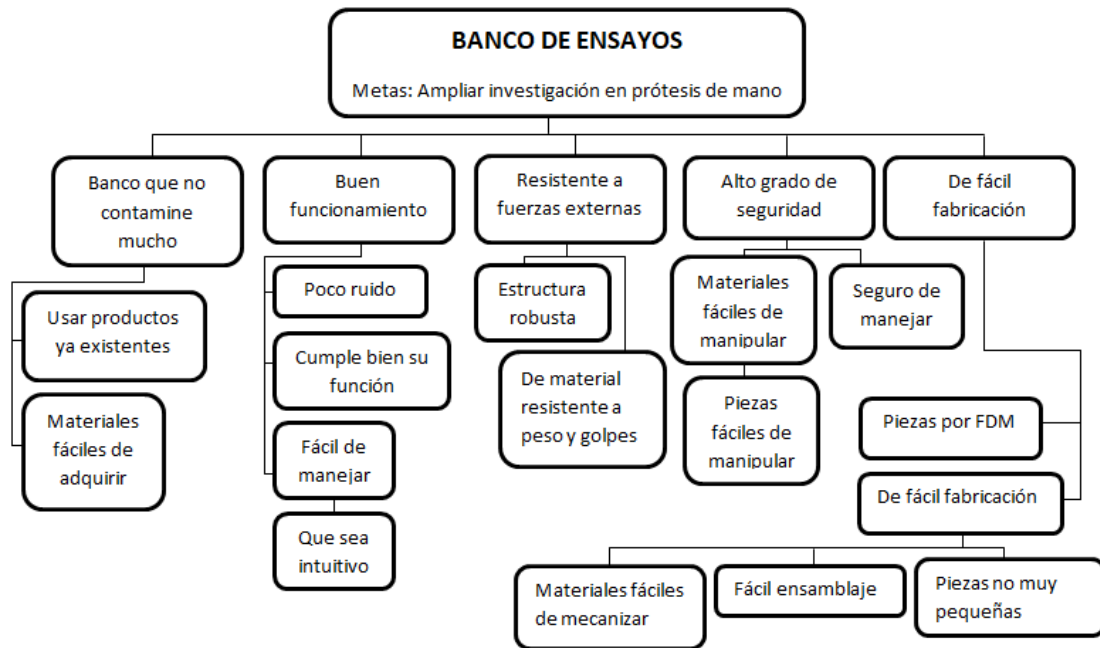 BANCO DE ENSAYOS
Metas: Ampliar investigación en prótesis de mano
Banco que no
contamine
mucho
Buen
funcionamiento
Resistente a
fuerzas externas
Alto grado de
seguridad
De fácil
fabricación
Usar productos
ya existentes
Materiales
fáciles de
adquirir
Poco ruido
Cumple bien su
función
Fácil de
manejar
Que sea
intuitivo
Estructura
robusta
De material
resistente a
peso y golpes
Materiales
fáciles de
manipular
Piezas
fáciles de
manipular
Seguro de
manejar
Piezas por FDM
De fácil fabricación
Materiales fáciles
de mecanizar
Fácil ensamblaje
Piezas no muy
pequeñas